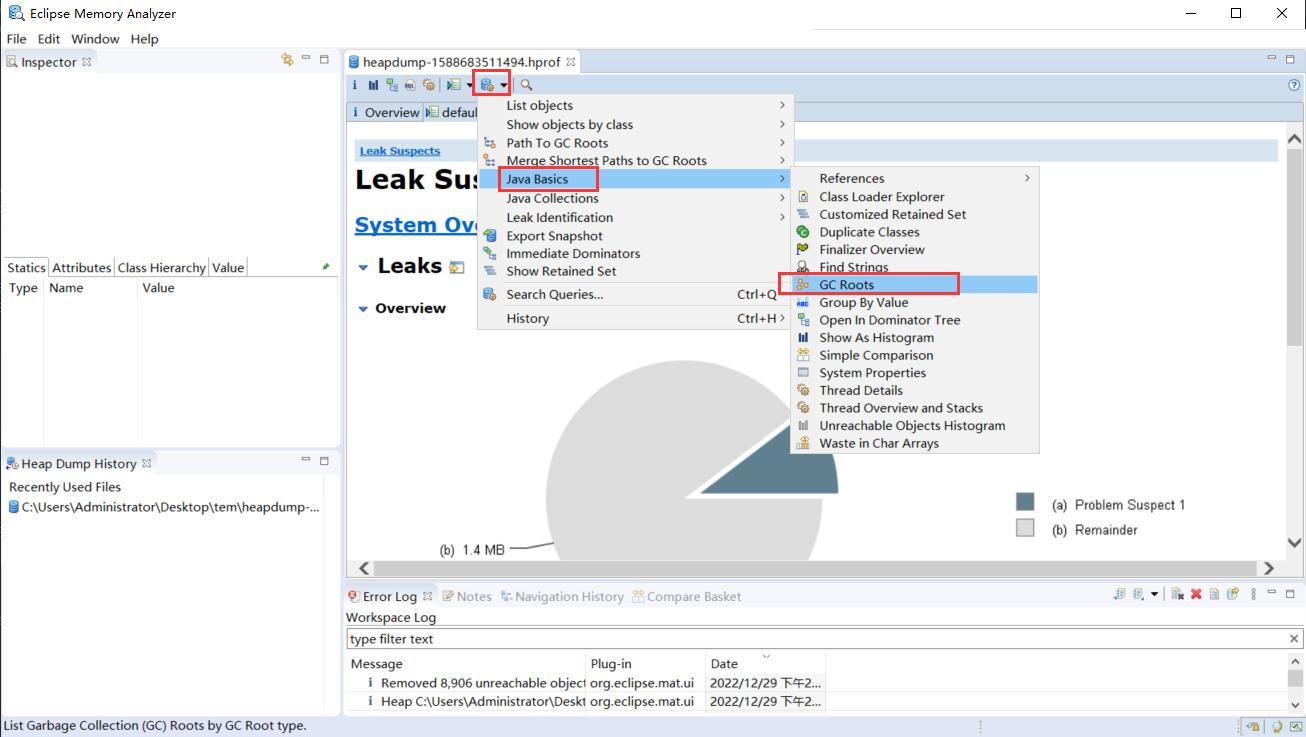 Eclipse Memory Analyzer
File Edit Window Help
Inspector
Statics Attributes Class Hierarchy Value
Type Name Value
Heap Dump History
Recently Used Files
C:\Users\Administrator\Desktop\tem\heapdump-...
heapdump-1588683511494.hprof
Overview defaul
Leak Suspects
Leak Sus
System Ove
Leaks
Overview
List objects
Show objects by class
Path To GC Roots
Merge Shortest Paths to GC Roots
Java Basics
Java Collections
Leak Identification
Export Snapshot
Immediate Dominators
Show Retained Set
Search Queries... Ctrl+Q
History Ctrl+H
References
Class Loader Explorer
Customized Retained Set
Duplicate Classes
Finalizer Overview
Find Strings
GC Roots
Group By Value
Open In Dominator Tree
Show As Histogram
Simple Comparison
System Properties
Thread Details
Thread Overview and Stacks
Unreachable Objects Histogram
Waste in Char Arrays
(b) 1.4 MB
(a) Problem Suspect 1
(b) Remainder
Error Log Notes Navigation History Compare Basket
Workspace Log
type filter text
Message Plug-in Date
Removed 8,906 unreachable object org.eclipse.mat.ui 2022/12/29 下午2...
Heap C:\Users\Administrator\Deskt org.eclipse.mat.ui 2022/12/29 下午2...
List Garbage Collection (GC) Roots by GC Root type.